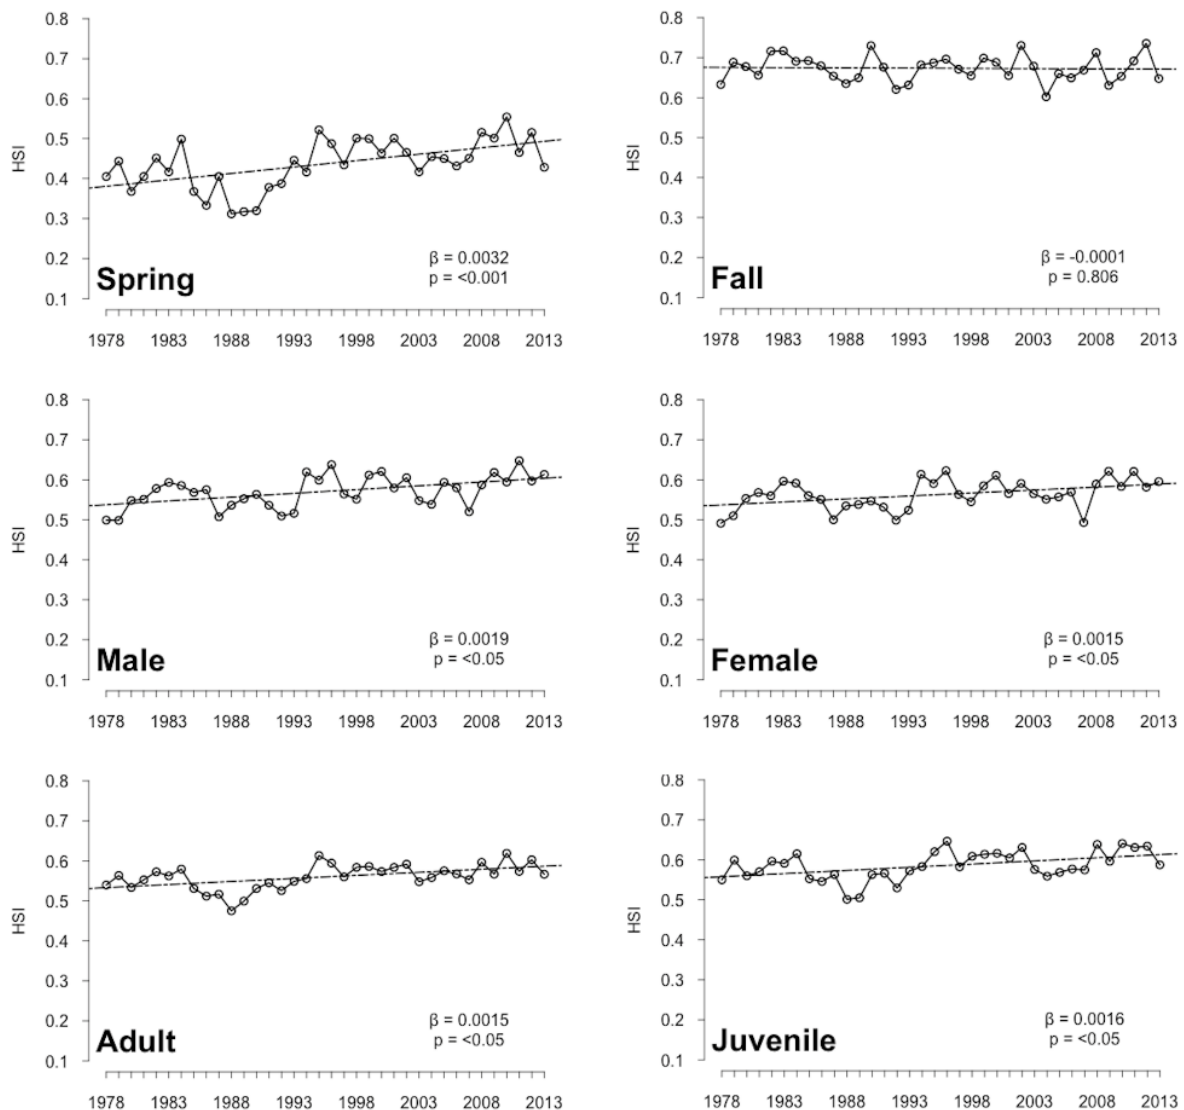 0.8
0.7
0.6
0.5
0.4
0.3
0.2
0.1
HSI
Spring
β = 0.0032
p = <0.001
1978 1983 1988 1993 1998 2003 2008 2013
0.8
0.7
0.6
0.5
0.4
0.3
0.2
0.1
HSI
Fall
β = -0.0001
p = 0.806
1978 1983 1988 1993 1998 2003 2008 2013
0.8
0.7
0.6
0.5
0.4
0.3
0.2
0.1
HSI
Male
β = 0.0019
p = <0.05
1978 1983 1988 1993 1998 2003 2008 2013
0.8
0.7
0.6
0.5
0.4
0.3
0.2
0.1
HSI
Female
β = 0.0015
p = <0.05
1978 1983 1988 1993 1998 2003 2008 2013
0.8
0.7
0.6
0.5
0.4
0.3
0.2
0.1
HSI
Adult
β = 0.0015
p = <0.05
1978 1983 1988 1993 1998 2003 2008 2013
0.8
0.7
0.6
0.5
0.4
0.3
0.2
0.1
HSI
Juvenile
β = 0.0016
p = <0.05
1978 1983 1988 1993 1998 2003 2008 2013